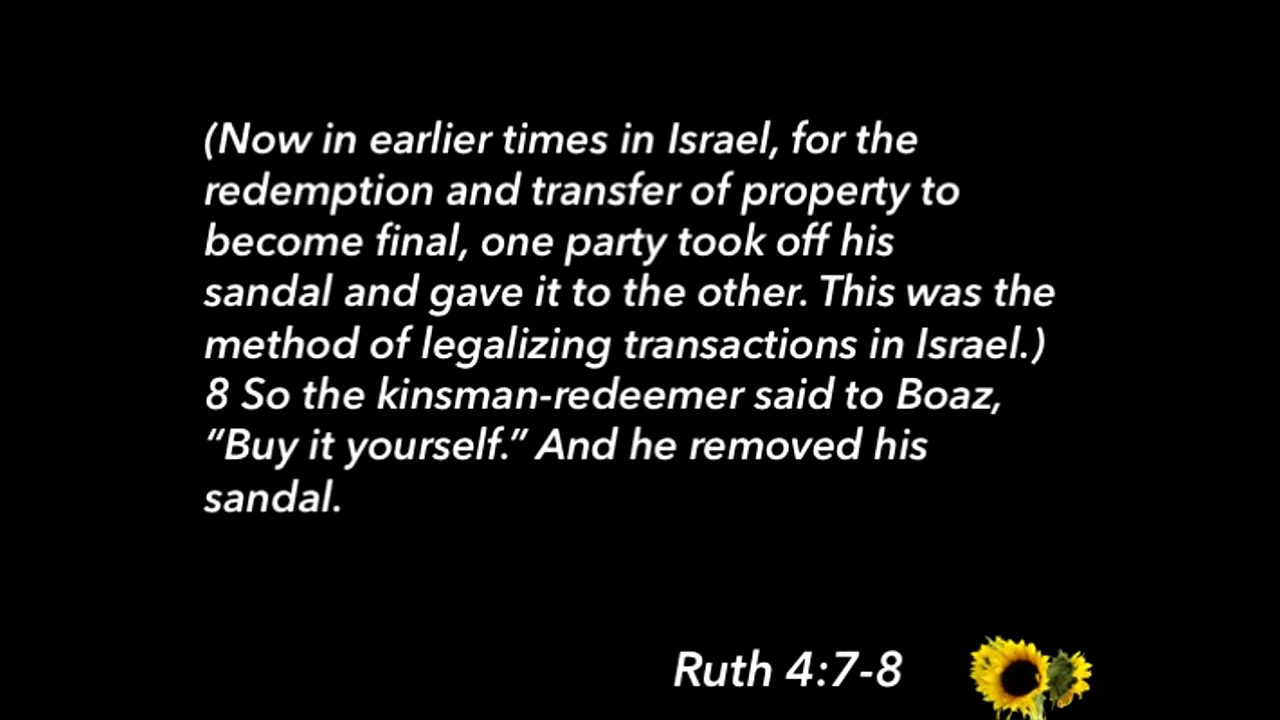 (Now in earlier times in Israel, for the
redemption and transfer of property to
become final, one party took off his
sandal and gave it to the other. This was the
method of legalizing transactions in Israel.)
8 So the kinsman-redeemer said to Boaz,
“Buy it yourself.” And he removed his
sandal.
Ruth 4:7-8